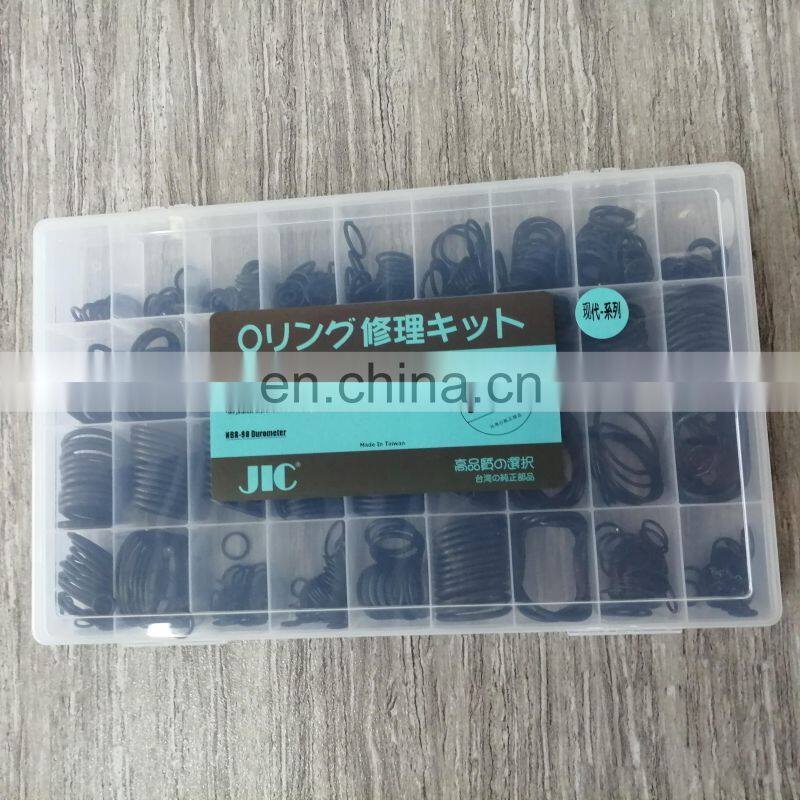 Oリング修理キット
现代-系列
en.china.cn
NBR-90 Durometer
Made In Taiwan
JIC®
高品質の選択
台湾の純正部品